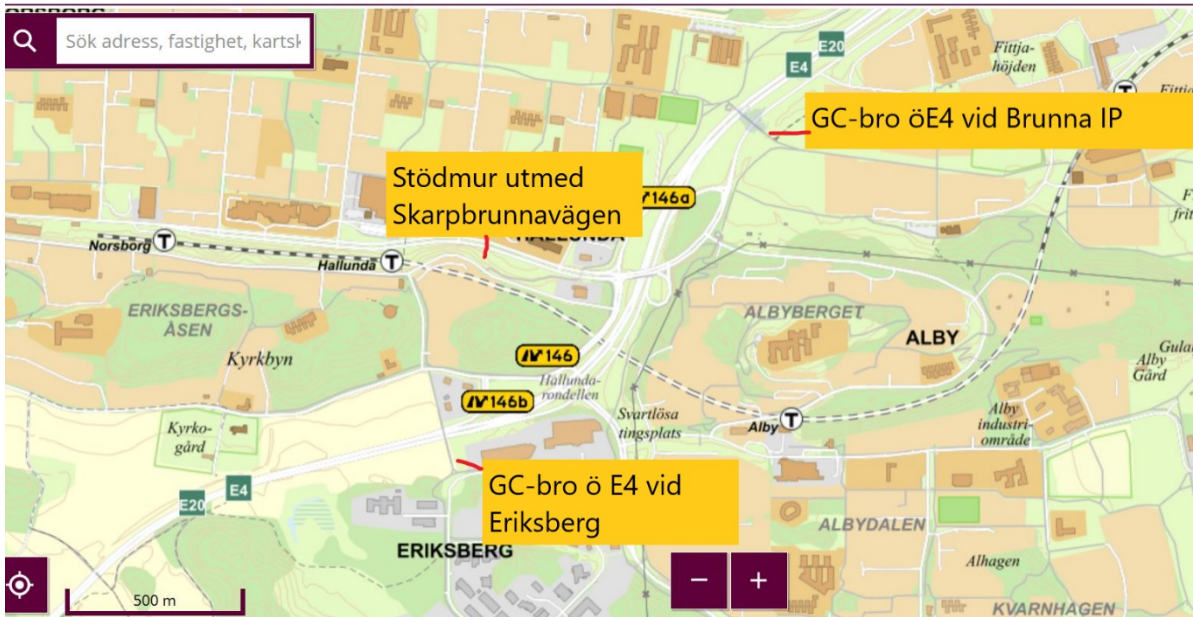 Sök adress, fastighet, kartsk
E20
E4
Fittja-
höjden
GC-bro öE4 vid Brunna IP
Stödmur utmed
Skarpbrunnavägen
146a
HALLUNDA
Norsborg T
Hallunda T
ERIKSBERGS-
ÅSEN
Kyrkbyn
ALBYBERGET
ALBY
Alby
Gård
146
Hallunda-
rondellen
146b
Kyrko-
gård
Svartlösa
tingsplats
Alby T
Alby
industri-
område
E4
E20
GC-bro ö E4 vid
Eriksberg
ERIKSBERG
ALBYDALEN
Alhagen
KVARNHAGEN
500 m
− +